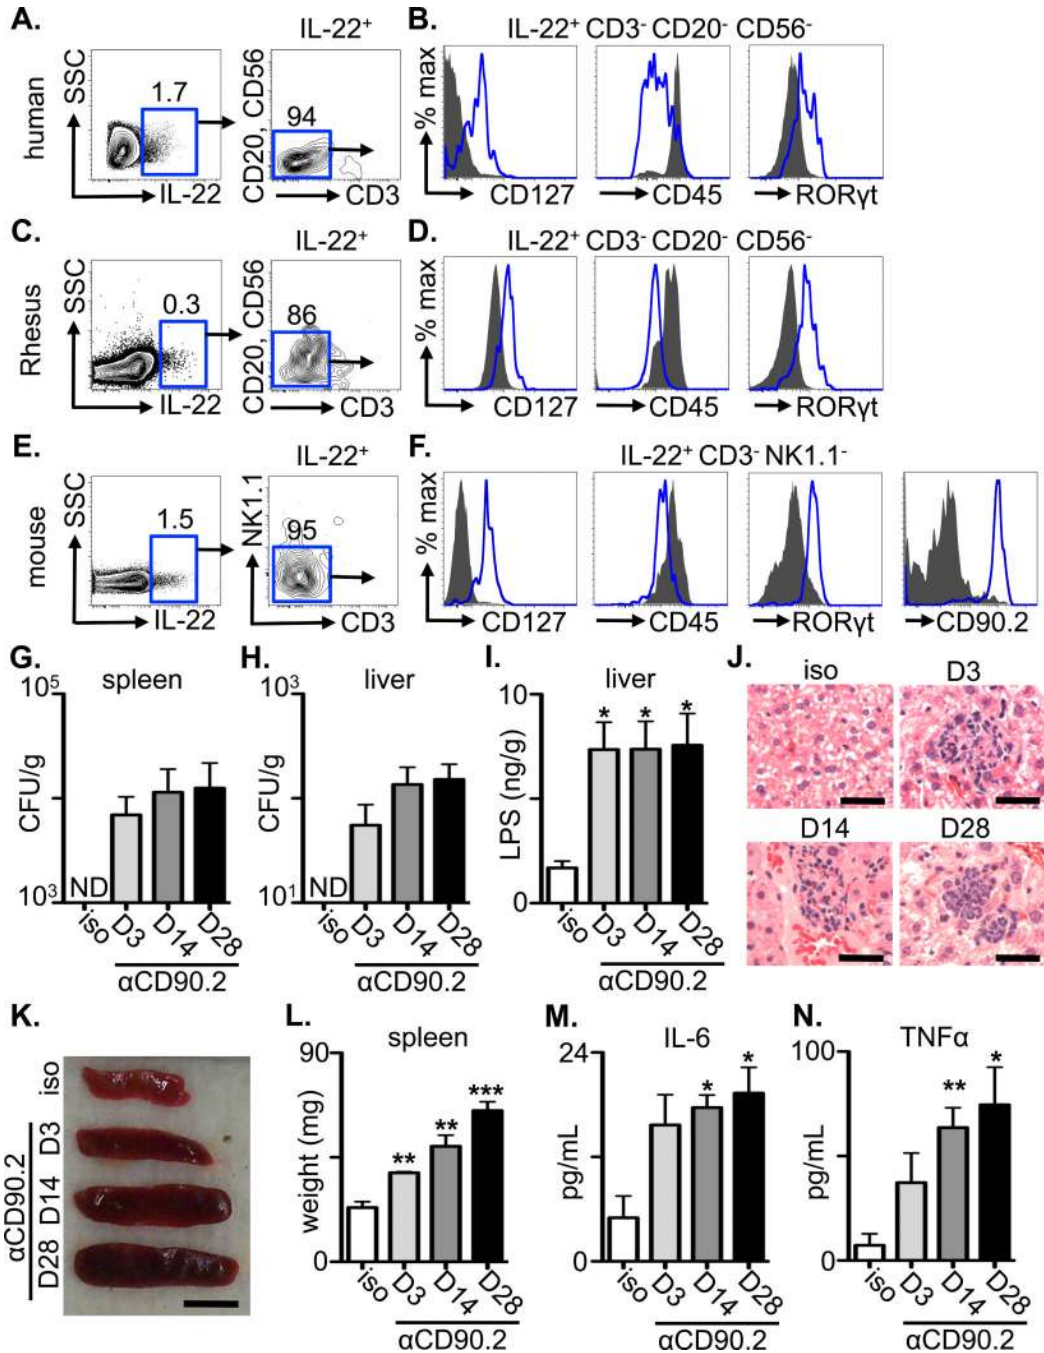 A.
IL-22⁺
human
SSC
1.7
IL-22
CD20, CD56
94
CD3
B.
IL-22⁺ CD3⁻ CD20⁻ CD56⁻
% max
CD127
CD45
RORγt
C.
IL-22⁺
Rhesus
SSC
0.3
IL-22
CD20, CD56
86
CD3
D.
IL-22⁺ CD3⁻ CD20⁻ CD56⁻
% max
CD127
CD45
RORγt
E.
IL-22⁺
mouse
SSC
1.5
IL-22
NK1.1
95
CD3
F.
IL-22⁺ CD3⁻ NK1.1⁻
% max
CD127
CD45
RORγt
CD90.2
G.
spleen
10⁵
CFU/g
10³
ND
iso
D3
D14
D28
αCD90.2
H.
liver
10³
CFU/g
10¹
ND
iso
D3
D14
D28
αCD90.2
I.
liver
10
LPS (ng/g)
0
* * *
iso
D3
D14
D28
αCD90.2
J.
iso
D3
D14
D28
K.
iso
D3
D14
D28
αCD90.2
L.
spleen
90
weight (mg)
0
** ** ***
iso
D3
D14
D28
αCD90.2
M.
IL-6
24
pg/mL
0
* *
iso
D3
D14
D28
αCD90.2
N.
TNFα
100
pg/mL
0
** *
iso
D3
D14
D28
αCD90.2